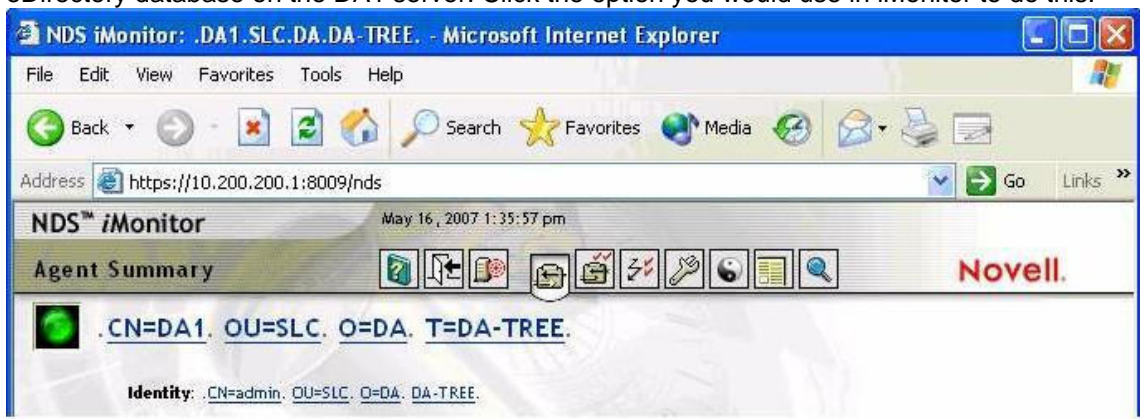 eDirectory database on the DA1 server. Click the option you would use in iMonitor to do this.
NDS iMonitor: .DA1.SLC.DA.DA-TREE. - Microsoft Internet Explorer
File Edit View Favorites Tools Help
Back Search Favorites Media
Address https://10.200.200.1:8009/nds Go Links »
NDS™ iMonitor May 16, 2007 1:35:57 pm
Agent Summary Novell.
.CN=DA1. OU=SLC. O=DA. T=DA-TREE.
Identity: .CN=admin. OU=SLC. O=DA. DA-TREE.